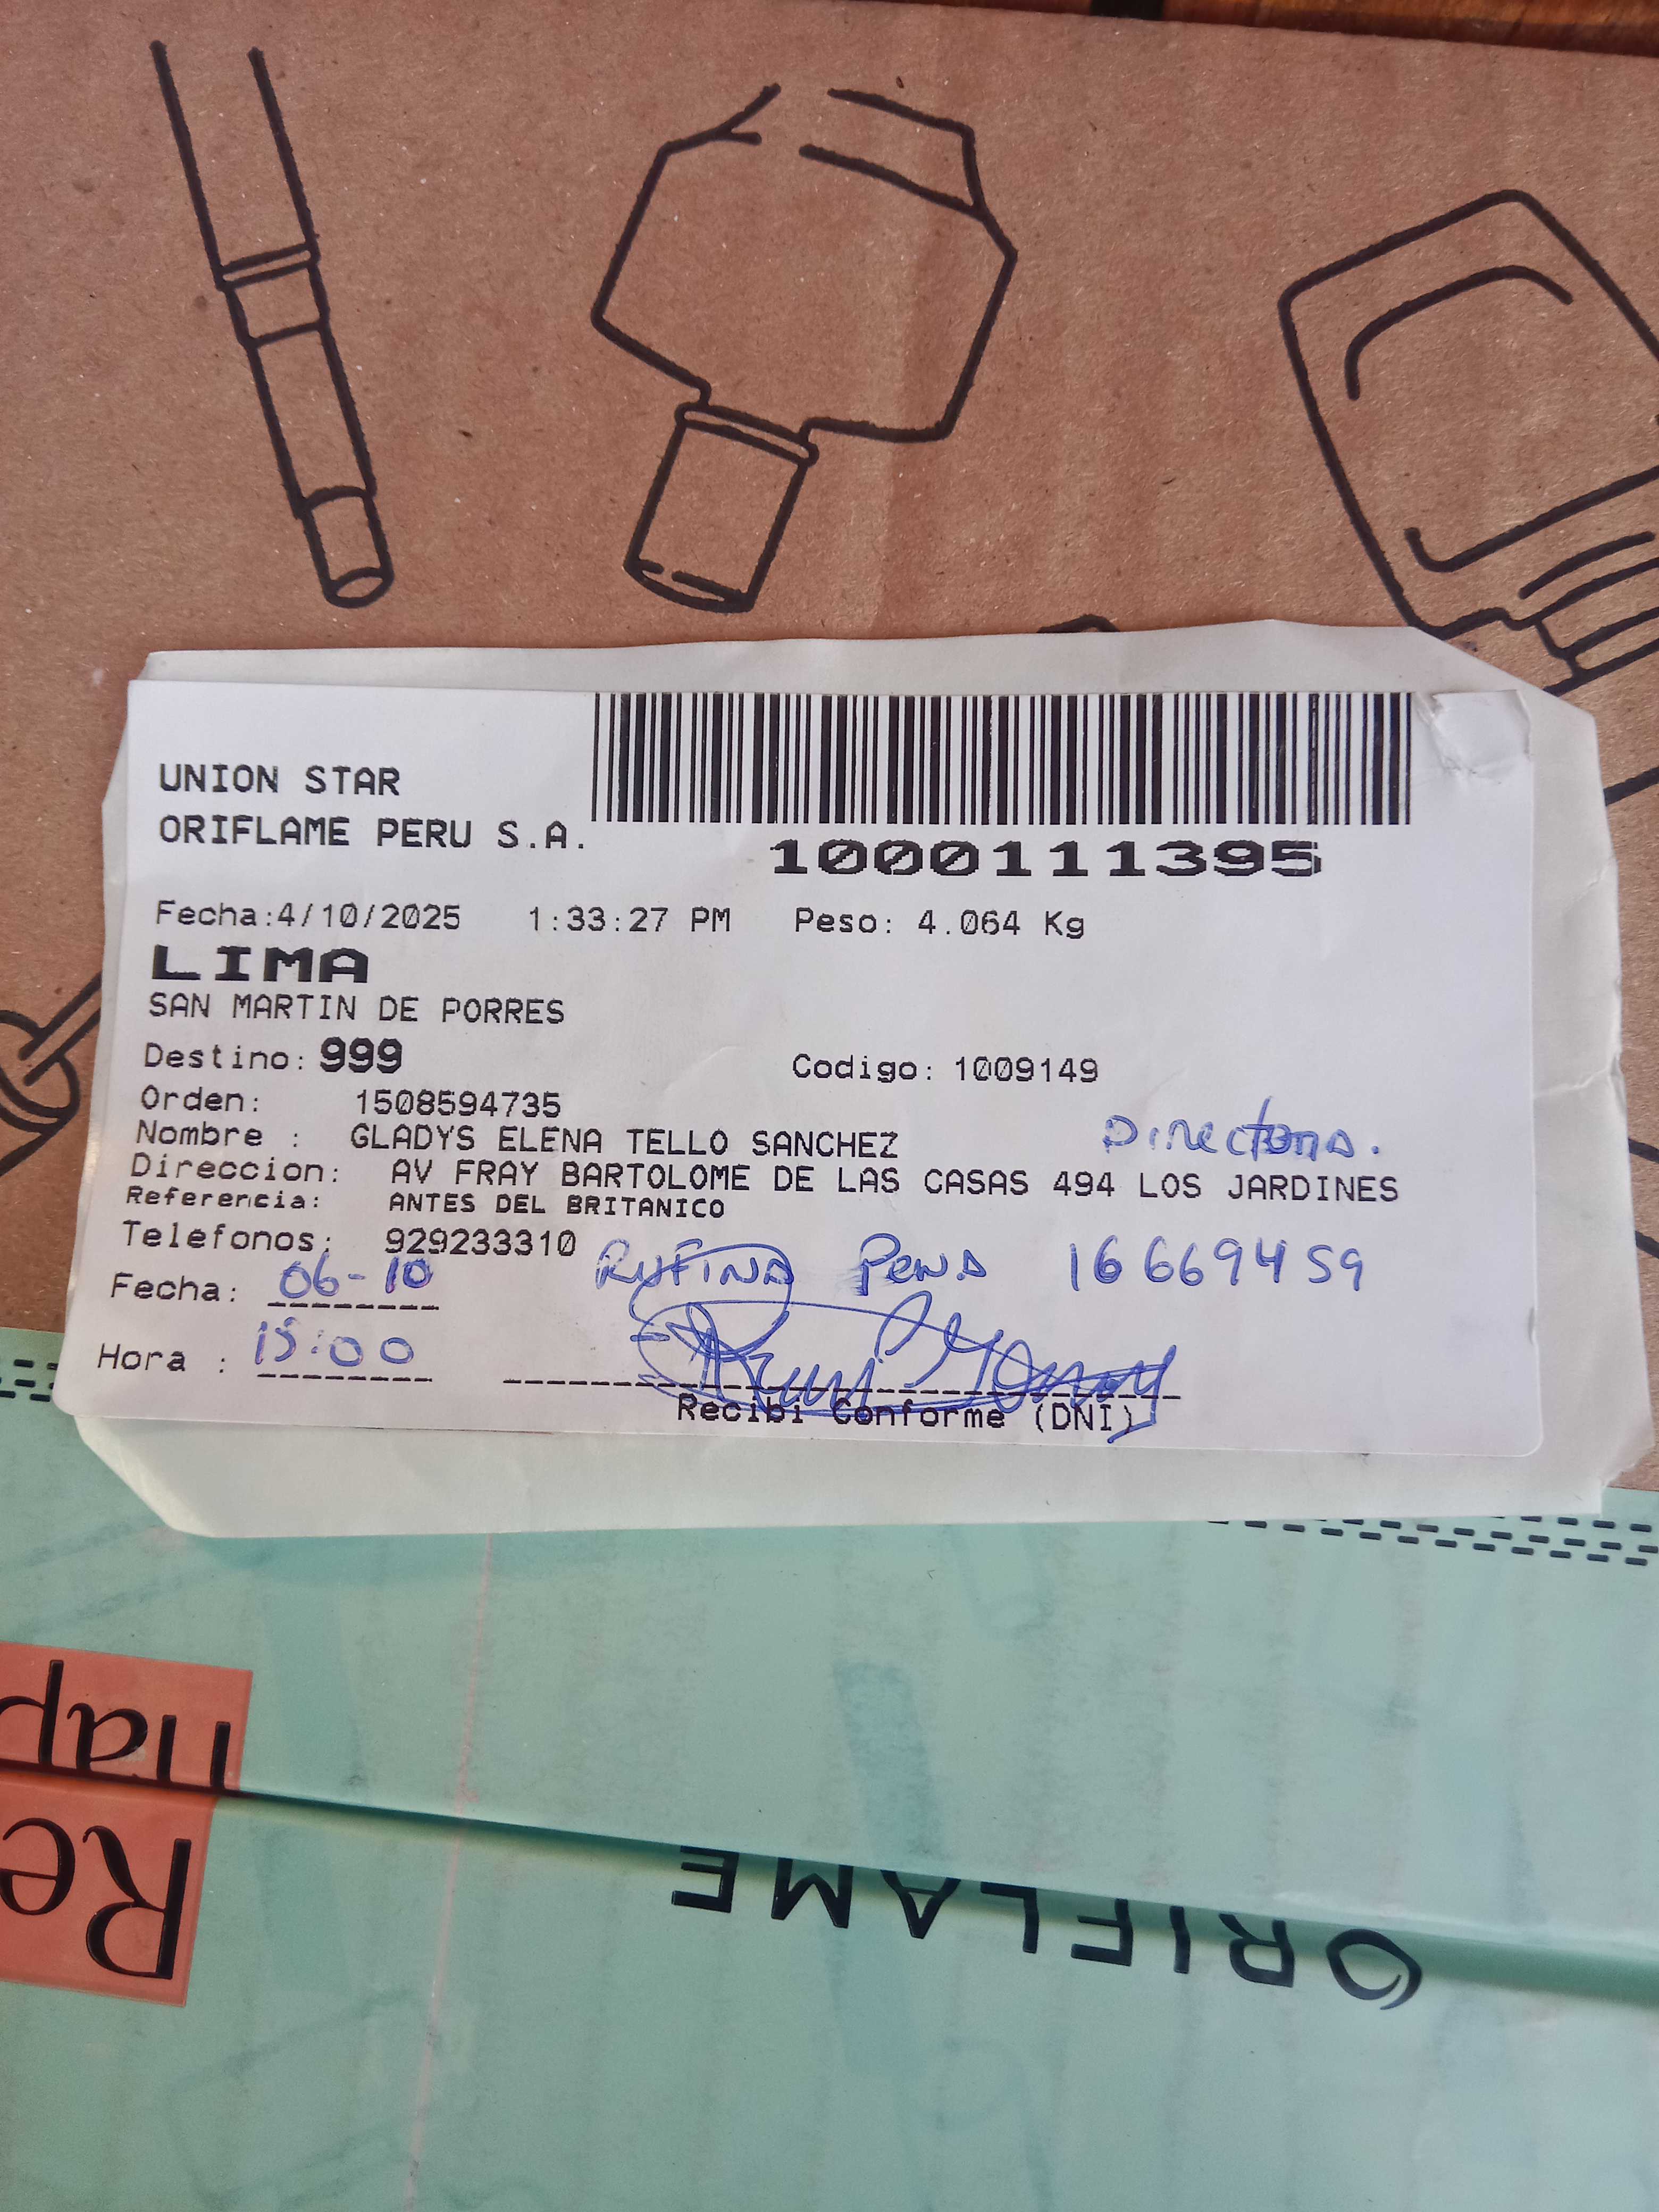 UNION STAR
ORIFLAME PERU S.A.
1000111395
Fecha:4/10/2025 1:33:27 PM Peso: 4.064 Kg
LIMA
SAN MARTIN DE PORRES
Destino: 999 Codigo: 1009149
Orden: 1508594735
Nombre : GLADYS ELENA TELLO SANCHEZ Directora.
Direccion: AV FRAY BARTOLOME DE LAS CASAS 494 LOS JARDINES
Referencia: ANTES DEL BRITANICO
Telefonos: 929233310
Fecha: 06-10 RUFINA PENA 16669459
Hora : 15:00
Recibi Conforme (DNI)
nap
Re
ORIFLAME